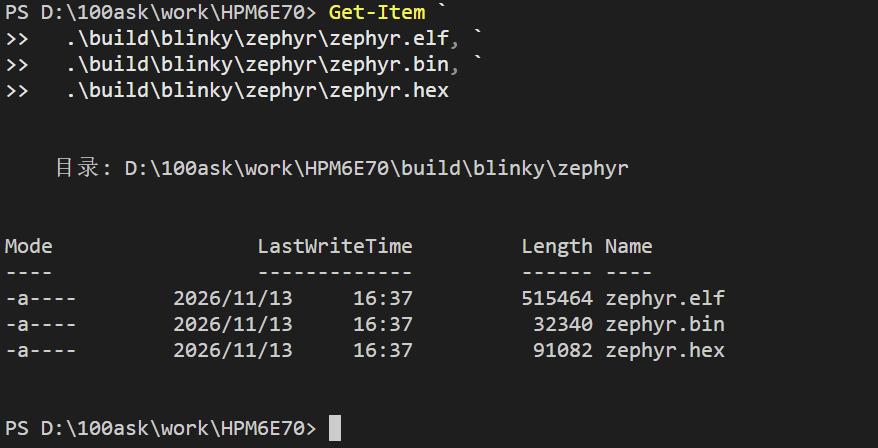 PS D:\100ask\work\HPM6E70> Get-Item `
>>   .\build\blinky\zephyr\zephyr.elf, `
>>   .\build\blinky\zephyr\zephyr.bin, `
>>   .\build\blinky\zephyr\zephyr.hex
目录: D:\100ask\work\HPM6E70\build\blinky\zephyr
Mode                 LastWriteTime         Length Name
----                 -------------         ------ ----
-a----        2026/11/13     16:37         515464 zephyr.elf
-a----        2026/11/13     16:37          32340 zephyr.bin
-a----        2026/11/13     16:37          91082 zephyr.hex
PS D:\100ask\work\HPM6E70>